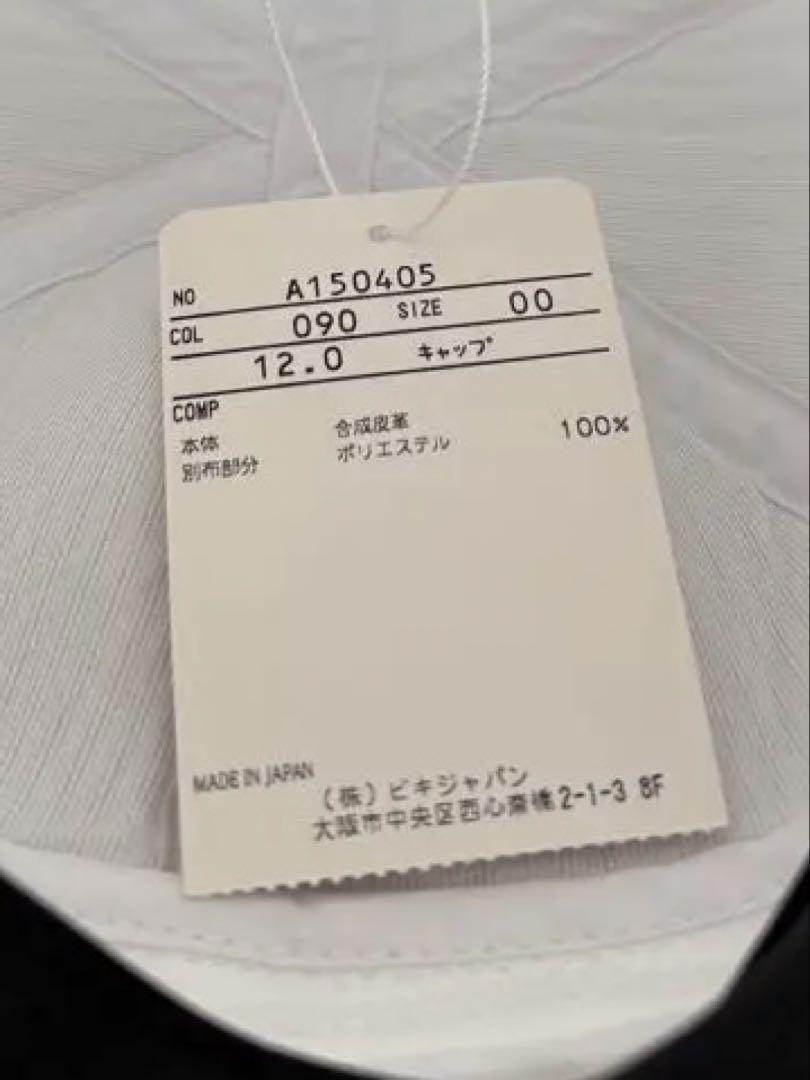 NO A150405
COL 090 SIZE 00
12.0 キャップ
COMP
本体 合成皮革
別布部分 ポリエステル 100%
MADE IN JAPAN
(株)ビキジャパン
大阪市中央区西心斎橋2-1-3 8F